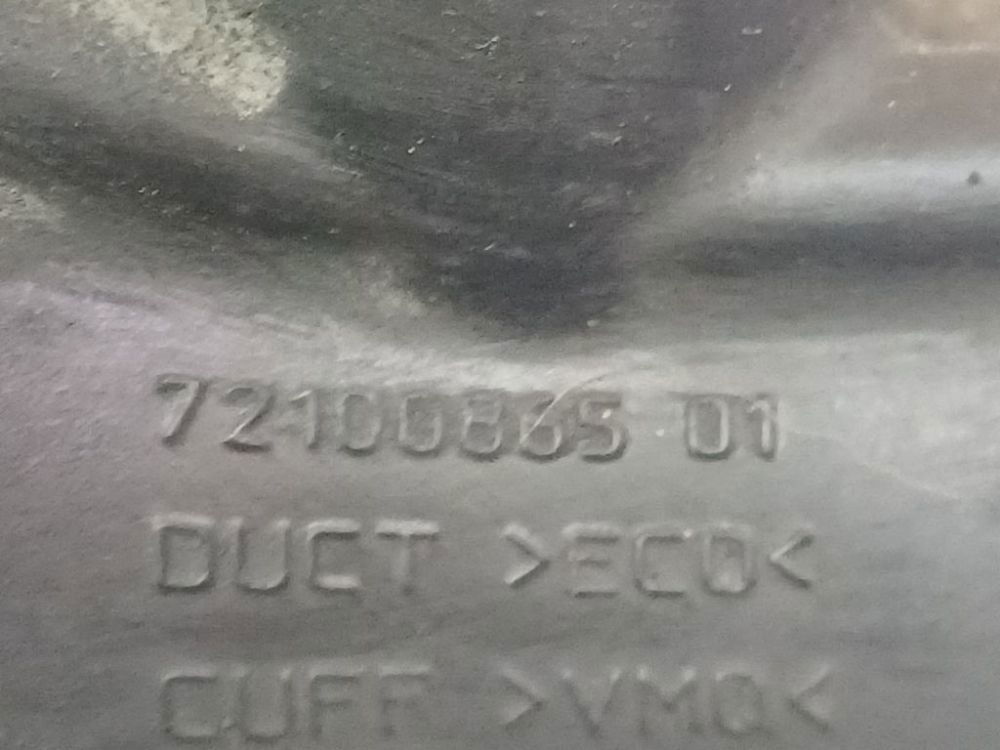 72100865 01
DUCT >ECO<
CUFF >VMQ<